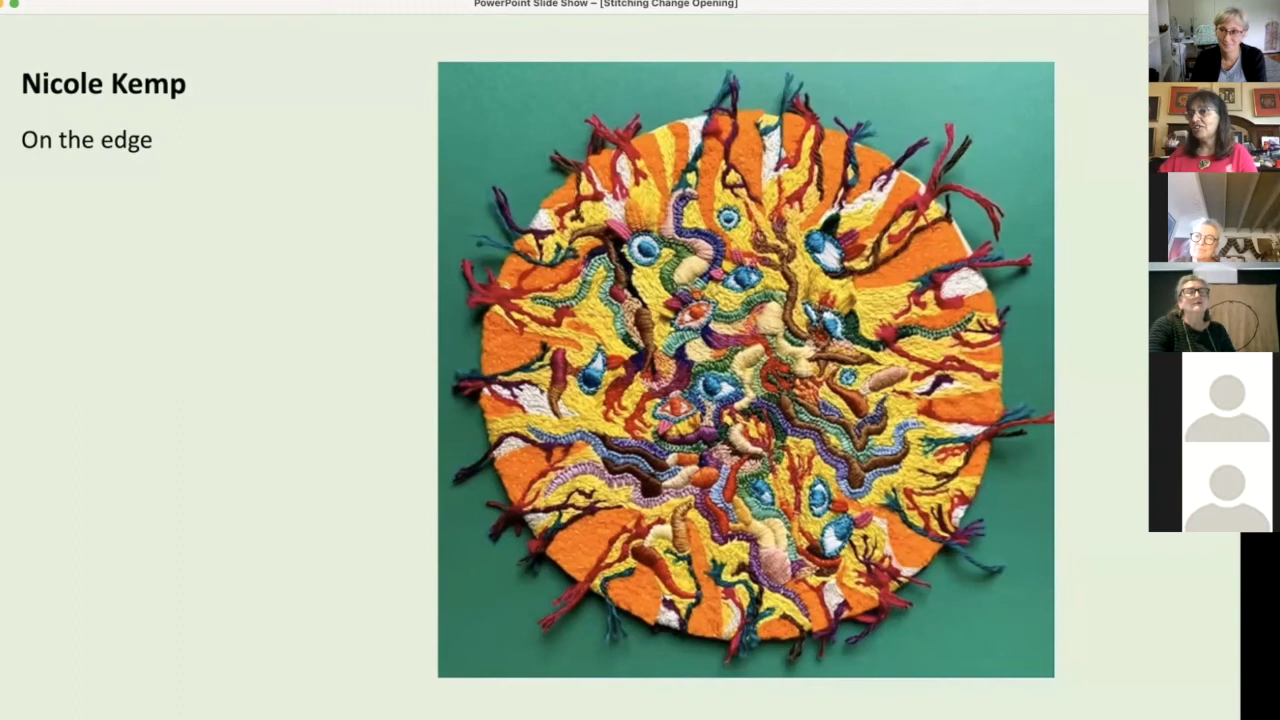 PowerPoint Slide Show – [Stitching Change Opening]
Nicole Kemp
On the edge